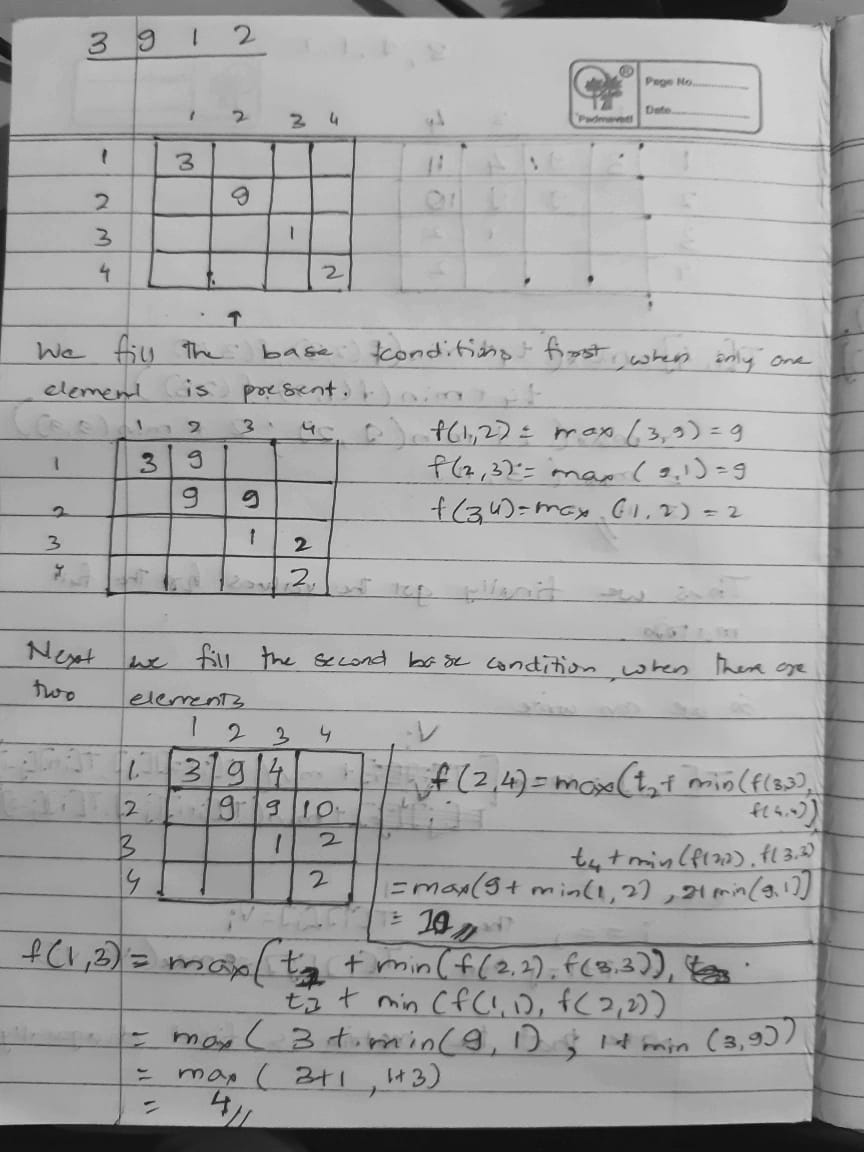 3 9 1 2
Page No.
Date
Padmavati
1 2 3 4
1 3
2 9
3 1
4 2
↑
We fill the base conditions first, when only one
element is present.
1 2 3 4
1 3 9
2 9 9
3 1 2
4 2
f(1,2) = max (3,9) = 9
f(2,3) = max (9,1) = 9
f(3,4) = max (1,2) = 2
Next we fill the second base condition, when there are
two elements
1 2 3 4
1. 3 9 4
2 9 9 10
3 1 2
4 2
f(2,4) = max(t2 + min(f(3,3),
f(4,4))
t4 + min(f(2,2), f(3,3)
= max(9 + min(1,2), 2+ min(9,1))
= 10 //
f(1,3) = max( t1 + min(f(2,2), f(3,3)),
t3 + min (f(1,1), f(2,2))
= max ( 3 + min(9, 1) , 1+ min (3,9))
= max ( 3+1 , 1+3)
= 4 //